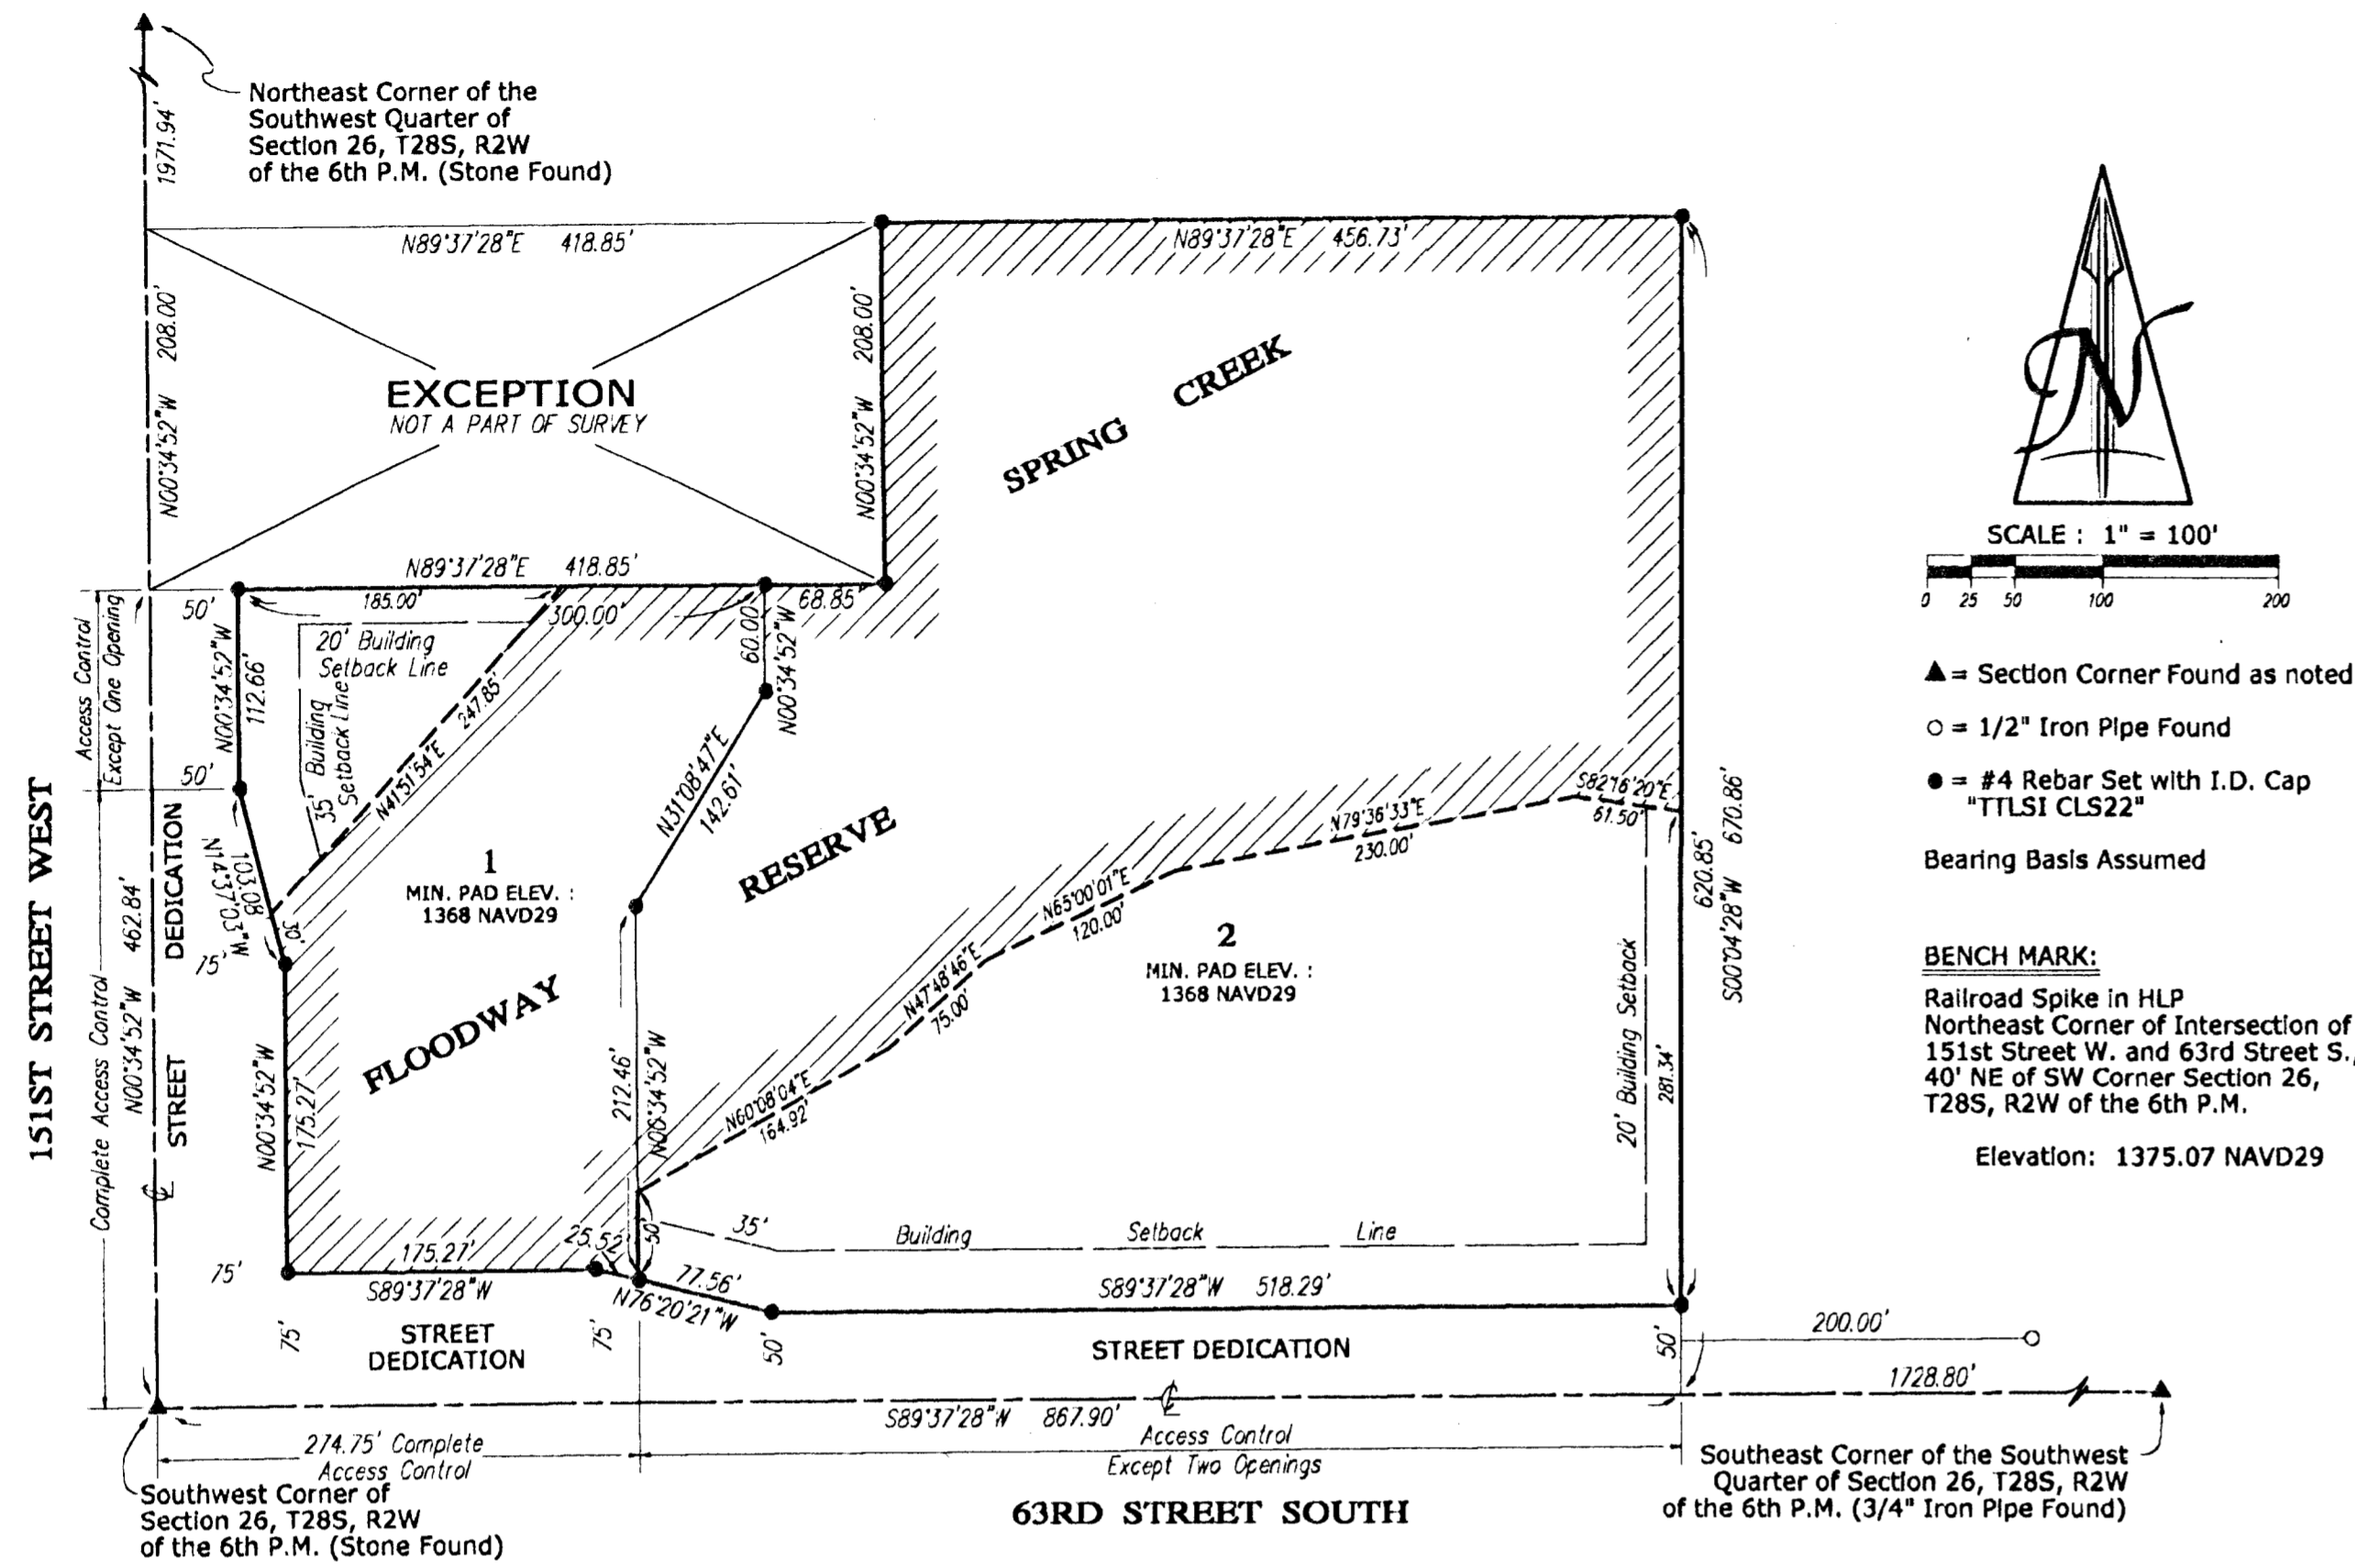 Northeast Corner of the
Southwest Quarter of
Section 26, T28S, R2W
of the 6th P.M. (Stone Found)
1971.94'
N89°37'28"E 418.85'
N89°37'28"E 456.73'
N00°34'52"W 208.00'
N00°34'52"W 208.00'
EXCEPTION
NOT A PART OF SURVEY
SPRING CREEK
N
SCALE : 1" = 100'
0 25 50 100 200
N89°37'28"E 418.85'
50'
185.00'
300.00'
68.85'
60.00'
N00°34'52"W
20' Building
Setback Line
35' Building
Setback Line
Access Control
Except One Opening
N00°34'52"W
112.66'
50'
N41°51'54"E 247.85'
N31°08'47"E
142.61'
▲ = Section Corner Found as noted
○ = 1/2" Iron Pipe Found
● = #4 Rebar Set with I.D. Cap
"TTLSI CLS22"
Bearing Basis Assumed
151ST STREET WEST
Complete Access Control
N00°34'52"W 462.84'
STREET DEDICATION
103.08'
N14°37'03"W
30'
75'
1
MIN. PAD ELEV. :
1368 NAVD29
FLOODWAY RESERVE
S82°16'20"E
61.50'
N79°36'33"E
230.00'
N65°00'01"E
120.00'
N47°48'46"E
75.00'
N60°08'04"E
164.92'
2
MIN. PAD ELEV. :
1368 NAVD29
620.85'
S00°04'28"W 670.86'
BENCH MARK:
Railroad Spike in HLP
Northeast Corner of Intersection of
151st Street W. and 63rd Street S.,
40' NE of SW Corner Section 26,
T28S, R2W of the 6th P.M.
Elevation: 1375.07 NAVD29
20' Building Setback
281.34'
N00°34'52"W
175.27'
212.46'
N00°34'52"W
50'
35' Building Setback Line
75'
175.27'
25.52'
S89°37'28"W
77.56'
N76°20'21"W
S89°37'28"W 518.29'
75'
STREET
DEDICATION
75'
50'
STREET DEDICATION
50'
200.00'
1728.80'
S89°37'28"W 867.90'
274.75' Complete
Access Control
Access Control
Except Two Openings
63RD STREET SOUTH
Southwest Corner of
Section 26, T28S, R2W
of the 6th P.M. (Stone Found)
Southeast Corner of the Southwest
Quarter of Section 26, T28S, R2W
of the 6th P.M. (3/4" Iron Pipe Found)